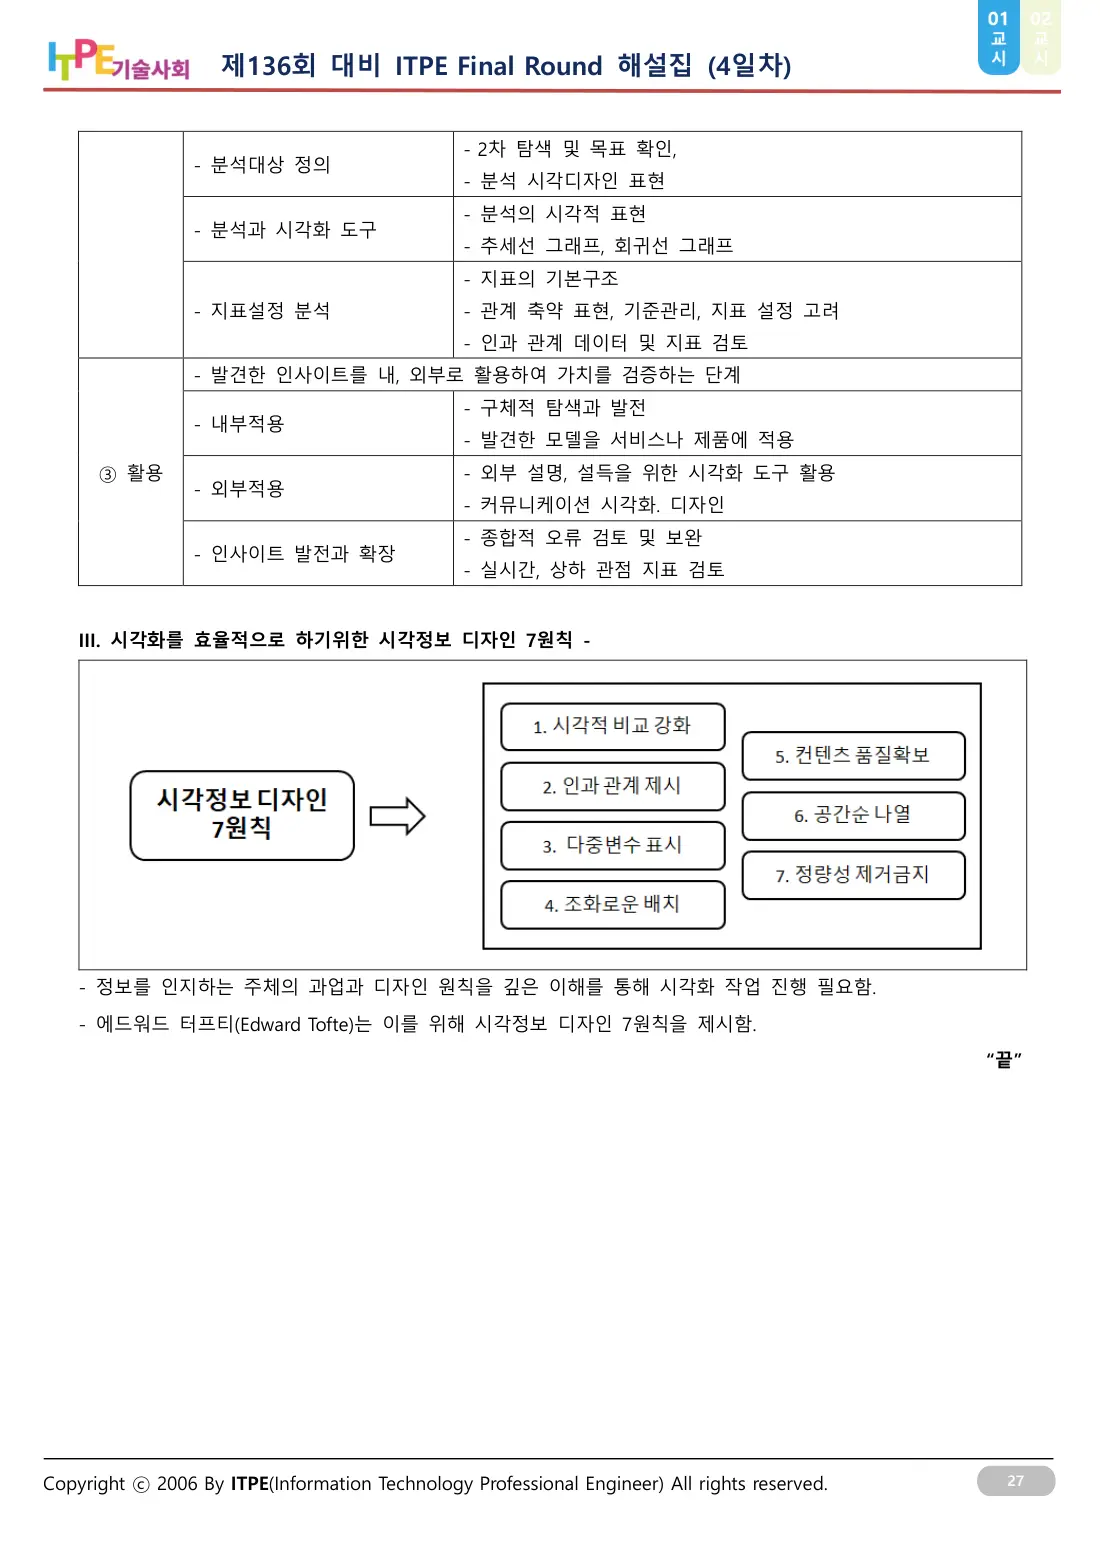 ITPE기술사회 제136회 대비 ITPE Final Round 해설집 (4일차)
01 교 시
02 교 시
- 분석대상 정의
- 2차 탐색 및 목표 확인,
- 분석 시각디자인 표현
- 분석과 시각화 도구
- 분석의 시각적 표현
- 추세선 그래프, 회귀선 그래프
- 지표설정 분석
- 지표의 기본구조
- 관계 축약 표현, 기준관리, 지표 설정 고려
- 인과 관계 데이터 및 지표 검토
③ 활용
- 발견한 인사이트를 내, 외부로 활용하여 가치를 검증하는 단계
- 내부적용
- 구체적 탐색과 발전
- 발견한 모델을 서비스나 제품에 적용
- 외부적용
- 외부 설명, 설득을 위한 시각화 도구 활용
- 커뮤니케이션 시각화. 디자인
- 인사이트 발전과 확장
- 종합적 오류 검토 및 보완
- 실시간, 상하 관점 지표 검토
III. 시각화를 효율적으로 하기위한 시각정보 디자인 7원칙 -
시각정보 디자인
7원칙
1. 시각적 비교 강화
2. 인과 관계 제시
3. 다중변수 표시
4. 조화로운 배치
5. 컨텐츠 품질확보
6. 공간순 나열
7. 정량성 제거금지
- 정보를 인지하는 주체의 과업과 디자인 원칙을 깊은 이해를 통해 시각화 작업 진행 필요함.
- 에드워드 터프티(Edward Tofte)는 이를 위해 시각정보 디자인 7원칙을 제시함.
“끝”
Copyright ⓒ 2006 By ITPE(Information Technology Professional Engineer) All rights reserved.
27